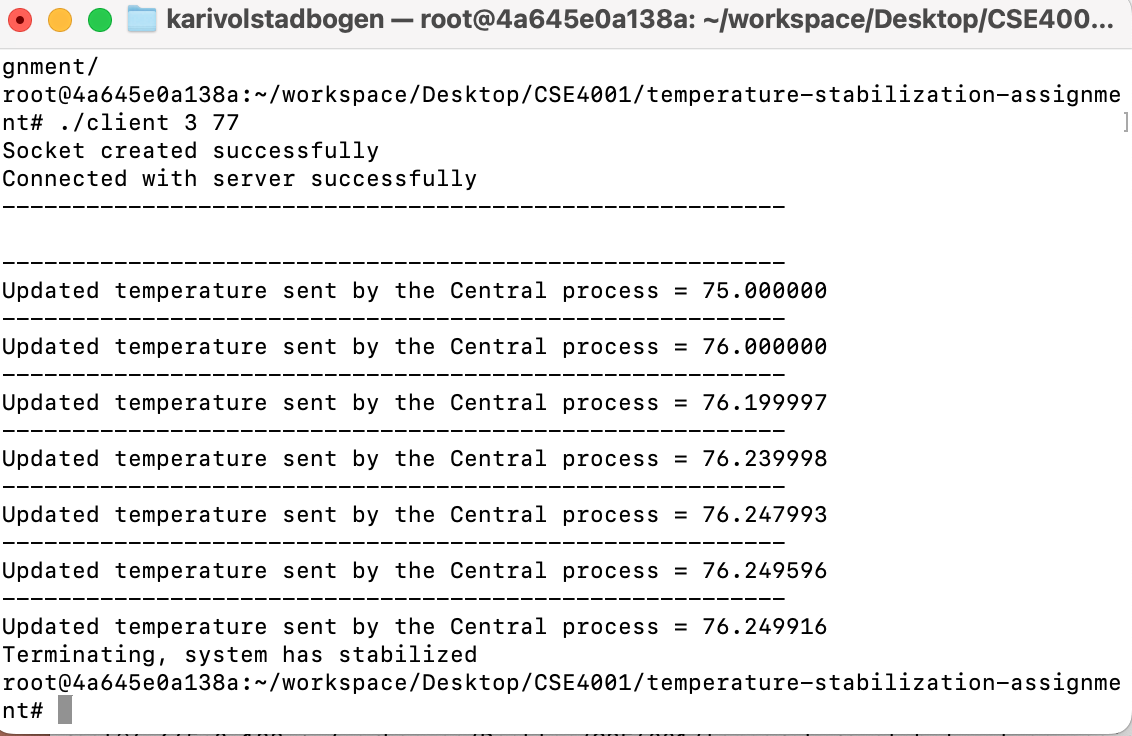 karivolstadbogen — root@4a645e0a138a: ~/workspace/Desktop/CSE400...
gnment/
root@4a645e0a138a:~/workspace/Desktop/CSE4001/temperature-stabilization-assignme
nt# ./client 3 77 ]
Socket created successfully
Connected with server successfully
--------------------------------------------------------

--------------------------------------------------------
Updated temperature sent by the Central process = 75.000000
--------------------------------------------------------
Updated temperature sent by the Central process = 76.000000
--------------------------------------------------------
Updated temperature sent by the Central process = 76.199997
--------------------------------------------------------
Updated temperature sent by the Central process = 76.239998
--------------------------------------------------------
Updated temperature sent by the Central process = 76.247993
--------------------------------------------------------
Updated temperature sent by the Central process = 76.249596
--------------------------------------------------------
Updated temperature sent by the Central process = 76.249916
Terminating, system has stabilized
root@4a645e0a138a:~/workspace/Desktop/CSE4001/temperature-stabilization-assignme
nt#